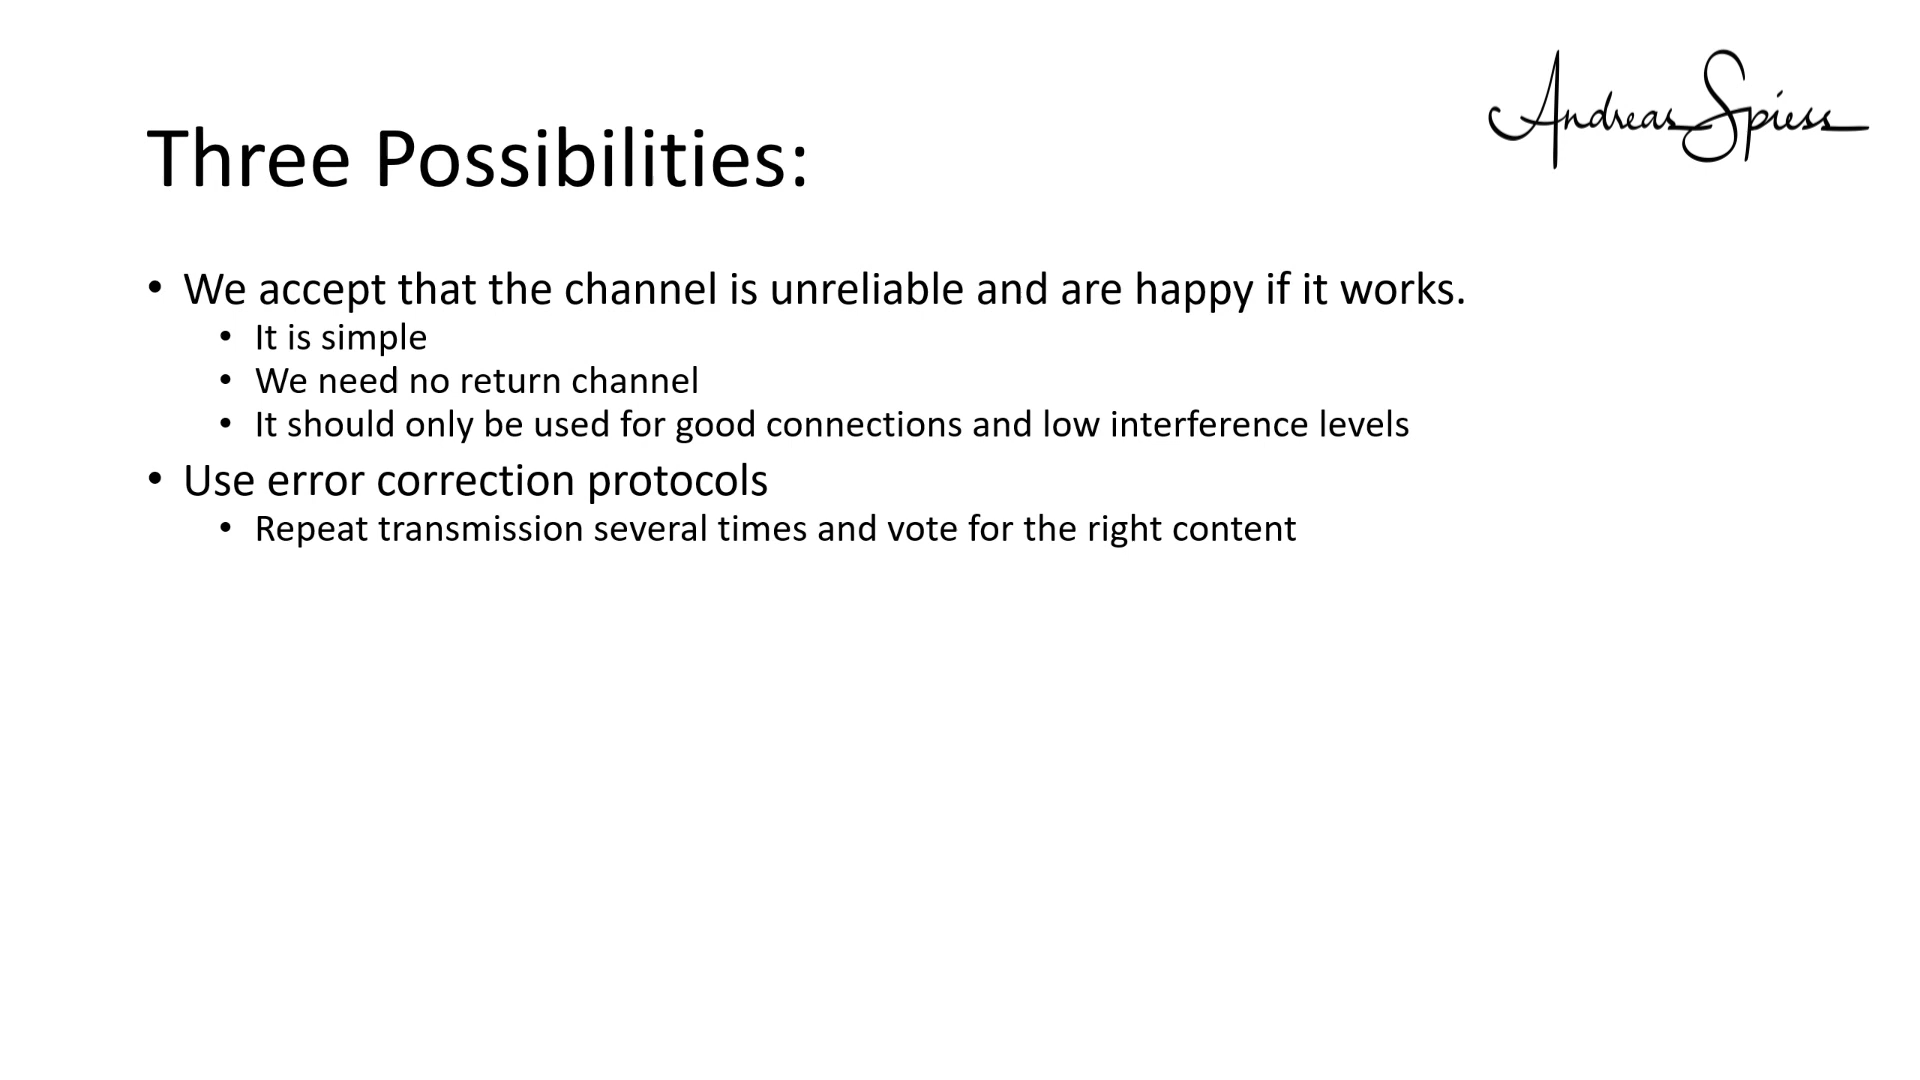 Andreas Spiess
Three Possibilities:
• We accept that the channel is unreliable and are happy if it works.
• It is simple
• We need no return channel
• It should only be used for good connections and low interference levels
• Use error correction protocols
• Repeat transmission several times and vote for the right content